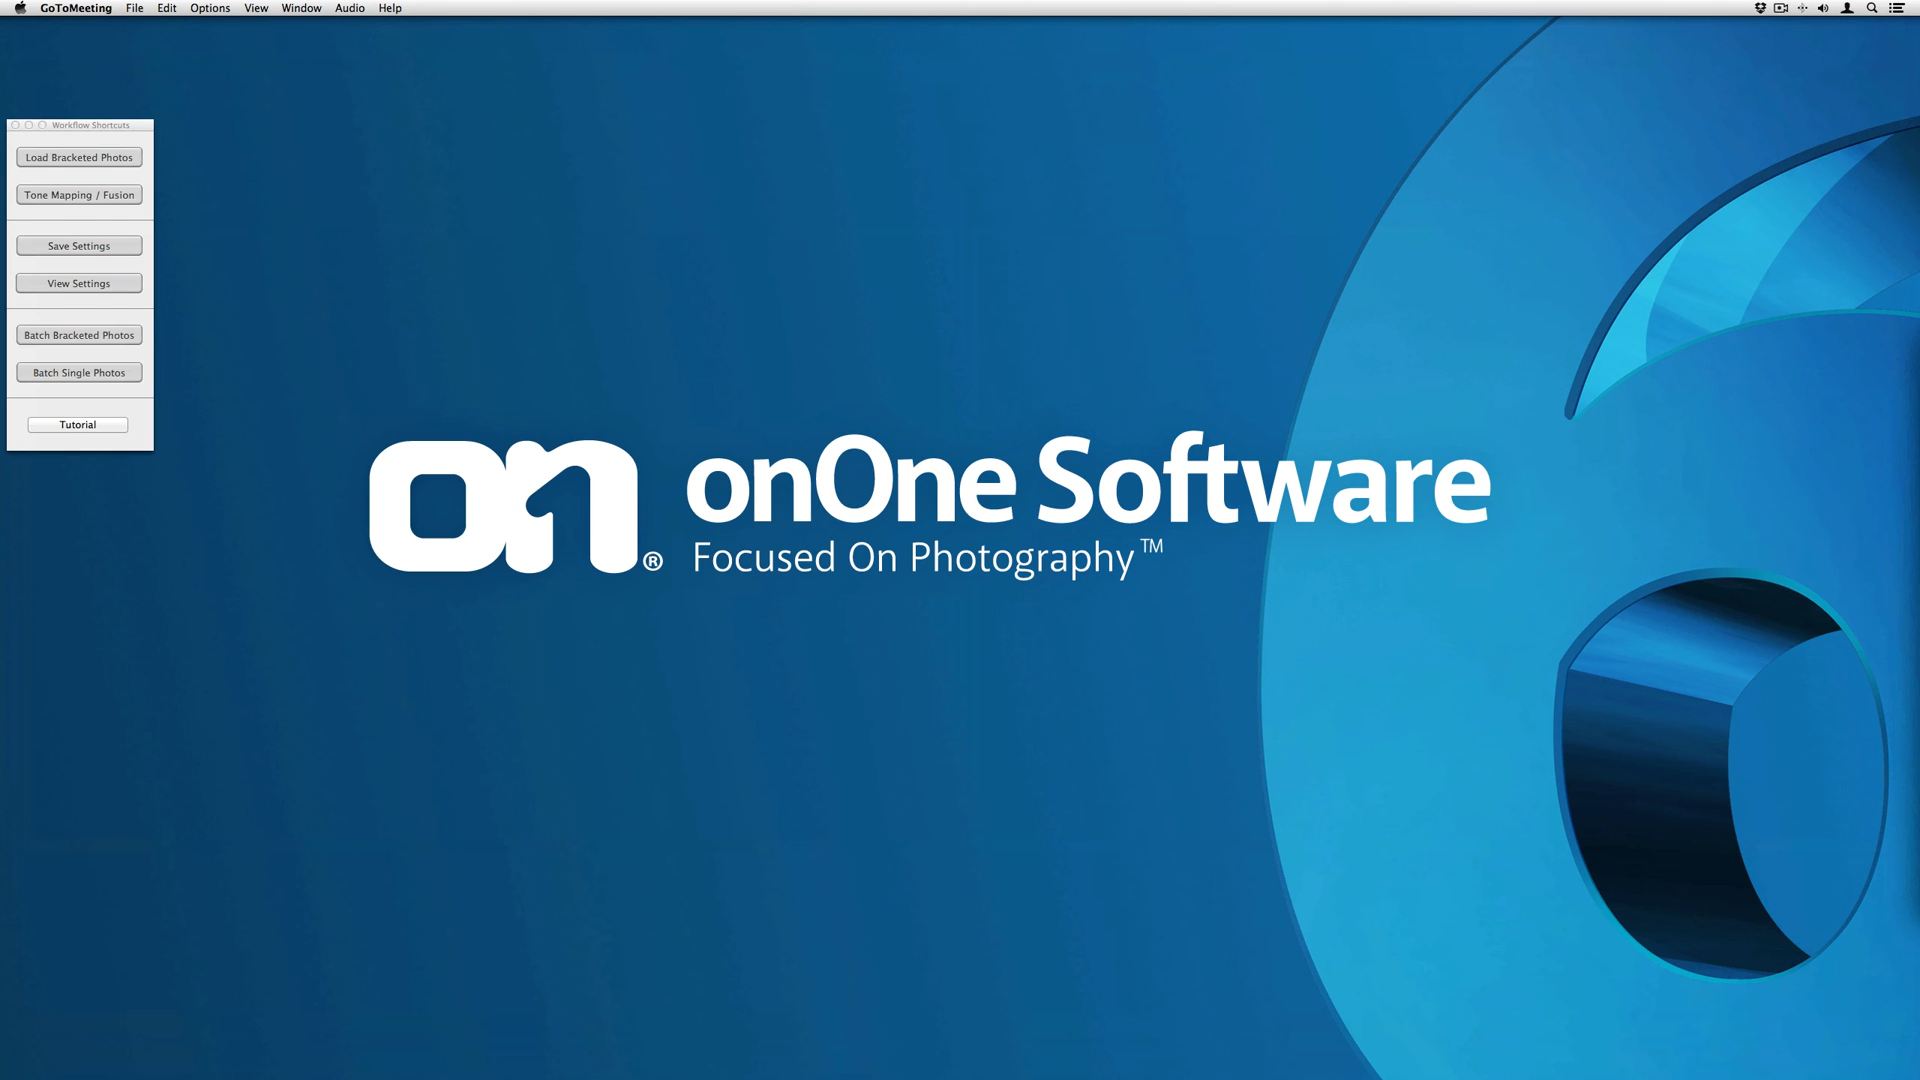 GoToMeeting File Edit Options View Window Audio Help
Workflow Shortcuts
Load Bracketed Photos
Tone Mapping / Fusion
Save Settings
View Settings
Batch Bracketed Photos
Batch Single Photos
Tutorial
on® onOne Software
Focused On Photography™